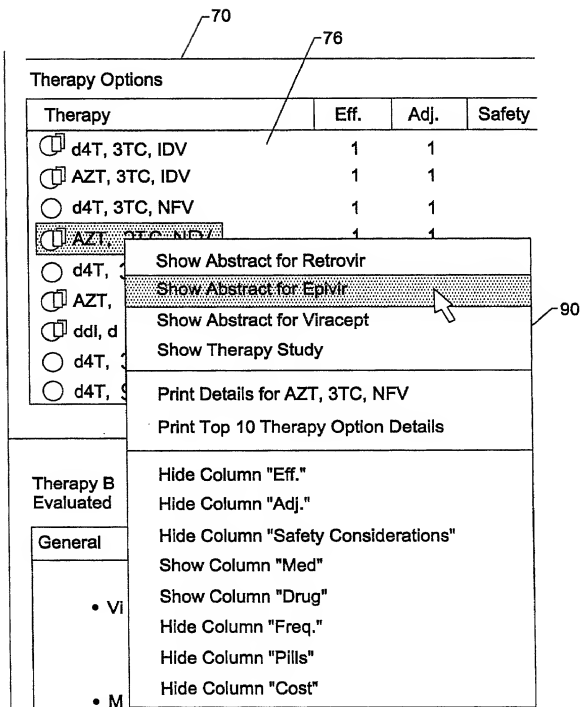 70
76
Therapy Options
Therapy Eff. Adj. Safety
d4T, 3TC, IDV 1 1
AZT, 3TC, IDV 1 1
d4T, 3TC, NFV 1 1
AZT, 3TC, NFV 1 1
Show Abstract for Retrovir
d4T,
Show Abstract for Epivir
90
AZT,
Show Abstract for Viracept
ddI, d
Show Therapy Study
d4T,
d4T,
Print Details for AZT, 3TC, NFV
Print Top 10 Therapy Option Details
Hide Column "Eff."
Therapy B
Evaluated
Hide Column "Adj."
Hide Column "Safety Considerations"
General
Show Column "Med"
Show Column "Drug"
• Vi
Hide Column "Freq."
Hide Column "Pills"
Hide Column "Cost"
• M